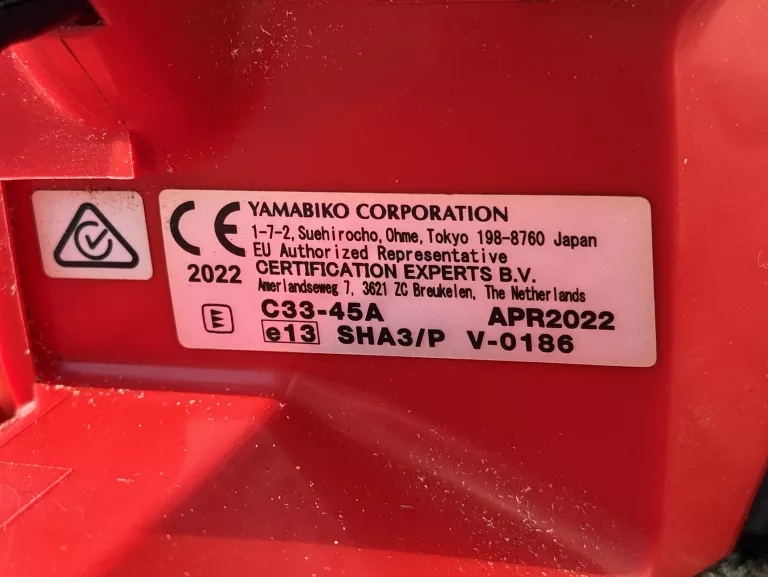 CE YAMABIKO CORPORATION
1-7-2, Suehirocho, Ohme, Tokyo 198-8760 Japan
EU Authorized Representative
2022 CERTIFICATION EXPERTS B.V.
Amerlandseweg 7, 3621 ZC Breukelen, The Netherlands
E C33-45A APR2022
e13 SHA3/P V-0186